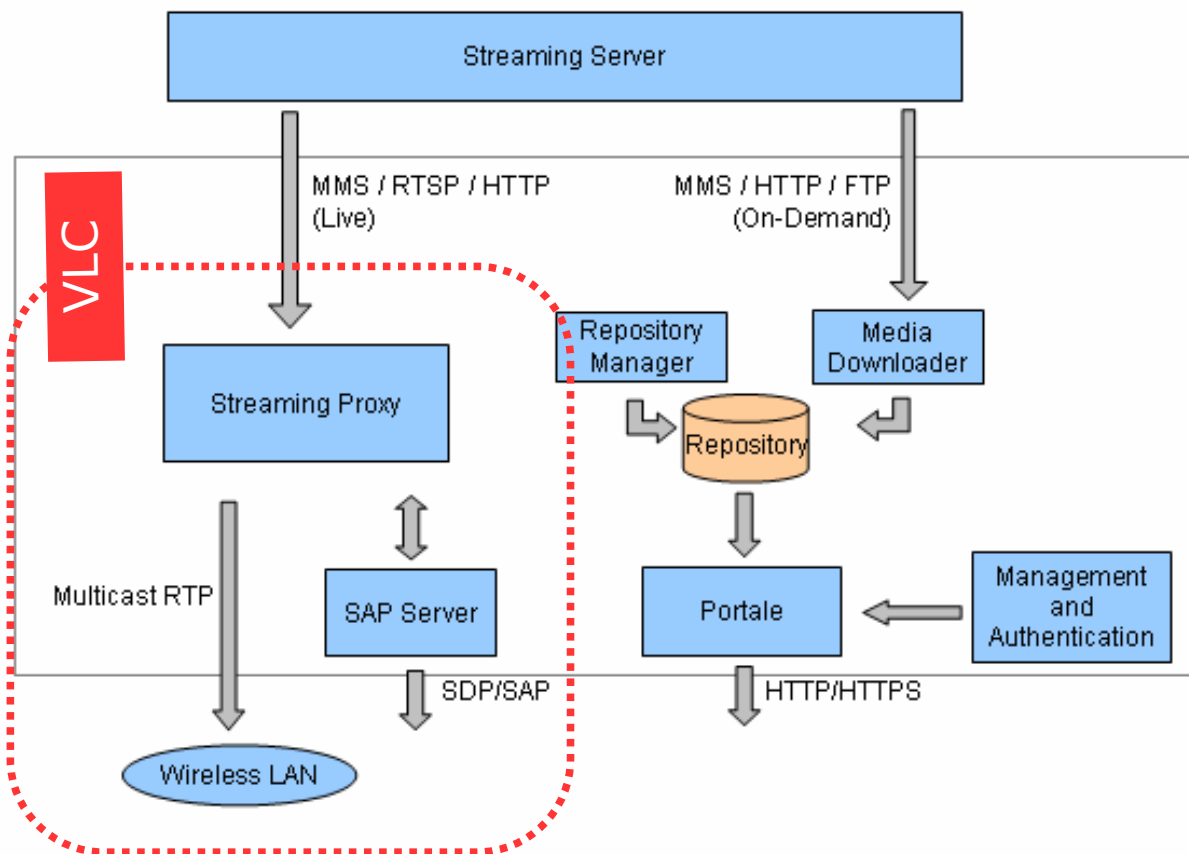 Streaming Server
MMS / RTSP / HTTP
(Live)
MMS / HTTP / FTP
(On-Demand)
VLC
Repository
Manager
Media
Downloader
Streaming Proxy
Repository
Multicast RTP
SAP Server
Portale
Management
and
Authentication
SDP/SAP
HTTP/HTTPS
Wireless LAN